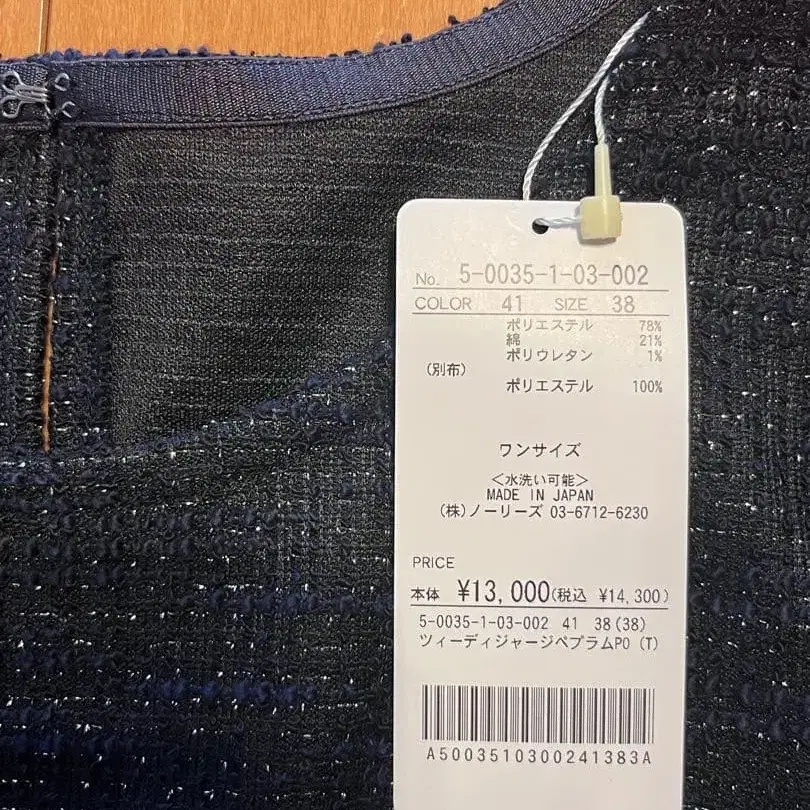 No. 5-0035-1-03-002
COLOR 41 SIZE 38
ポリエステル 78%
綿 21%
ポリウレタン 1%
(別布)
ポリエステル 100%
ワンサイズ
<水洗い可能>
MADE IN JAPAN
(株)ノーリーズ 03-6712-6230
PRICE
本体 ¥13,000(税込 ¥14,300)
5-0035-1-03-002 41 38(38)
ツィーディジャージペプラムPO (T)
A5003510300241383A